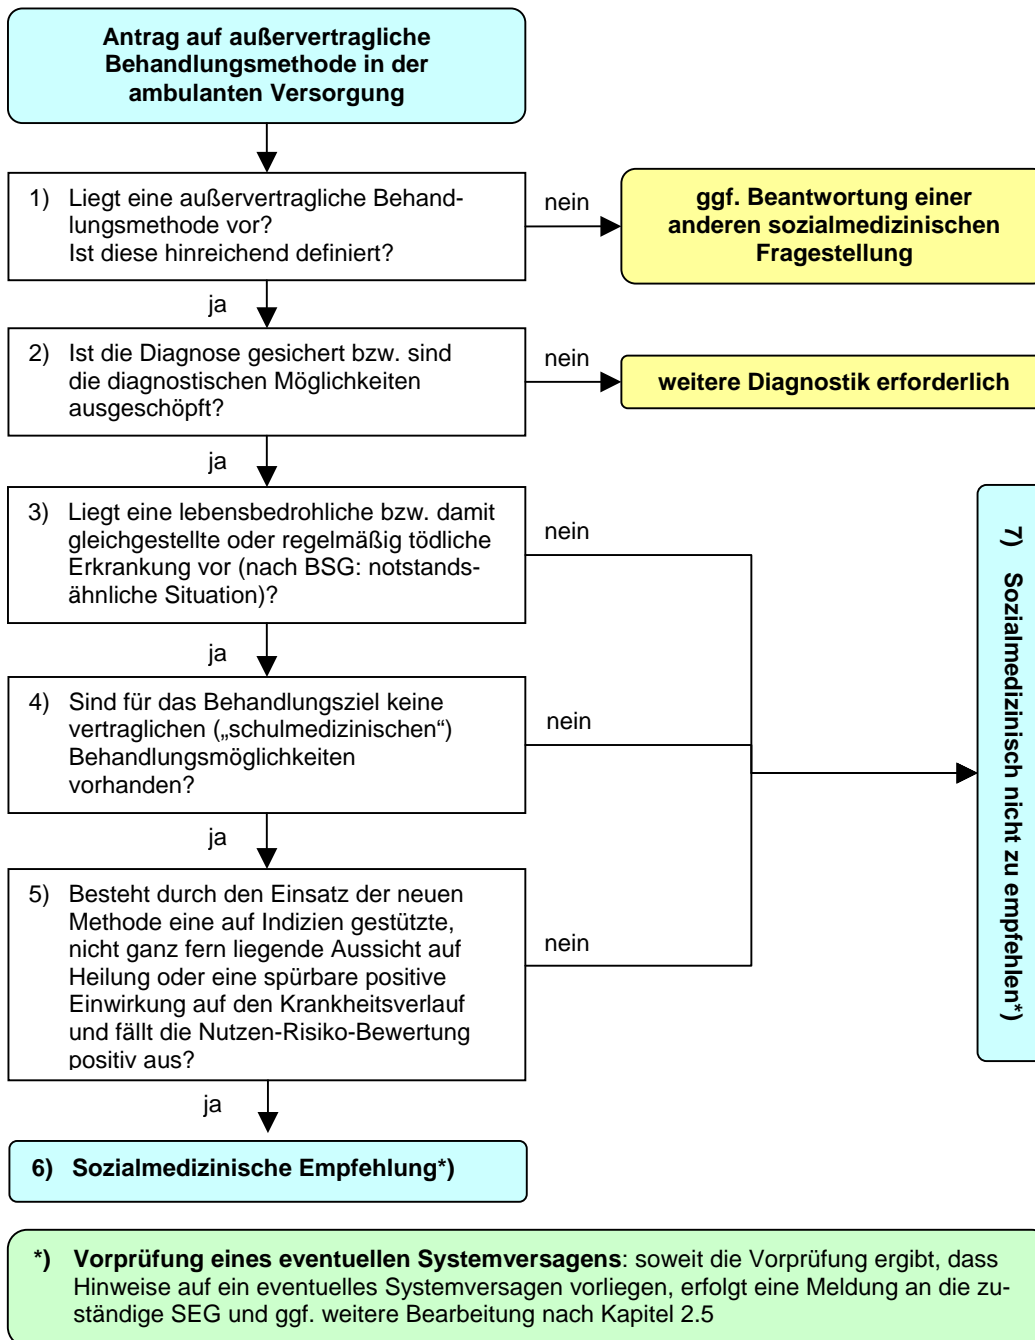 Antrag auf außervertragliche
Behandlungsmethode in der
ambulanten Versorgung
1) Liegt eine außervertragliche Behand-
lungsmethode vor?
Ist diese hinreichend definiert?
nein
ggf. Beantwortung einer
anderen sozialmedizinischen
Fragestellung
ja
2) Ist die Diagnose gesichert bzw. sind
die diagnostischen Möglichkeiten
ausgeschöpft?
nein
weitere Diagnostik erforderlich
ja
3) Liegt eine lebensbedrohliche bzw. damit
gleichgestellte oder regelmäßig tödliche
Erkrankung vor (nach BSG: notstands-
ähnliche Situation)?
nein
ja
4) Sind für das Behandlungsziel keine
vertraglichen („schulmedizinischen“)
Behandlungsmöglichkeiten
vorhanden?
nein
ja
5) Besteht durch den Einsatz der neuen
Methode eine auf Indizien gestützte,
nicht ganz fern liegende Aussicht auf
Heilung oder eine spürbare positive
Einwirkung auf den Krankheitsverlauf
und fällt die Nutzen-Risiko-Bewertung
positiv aus?
nein
7) Sozialmedizinisch nicht zu empfehlen*)
ja
6) Sozialmedizinische Empfehlung*)
*) Vorprüfung eines eventuellen Systemversagens: soweit die Vorprüfung ergibt, dass
Hinweise auf ein eventuelles Systemversagen vorliegen, erfolgt eine Meldung an die zu-
ständige SEG und ggf. weitere Bearbeitung nach Kapitel 2.5